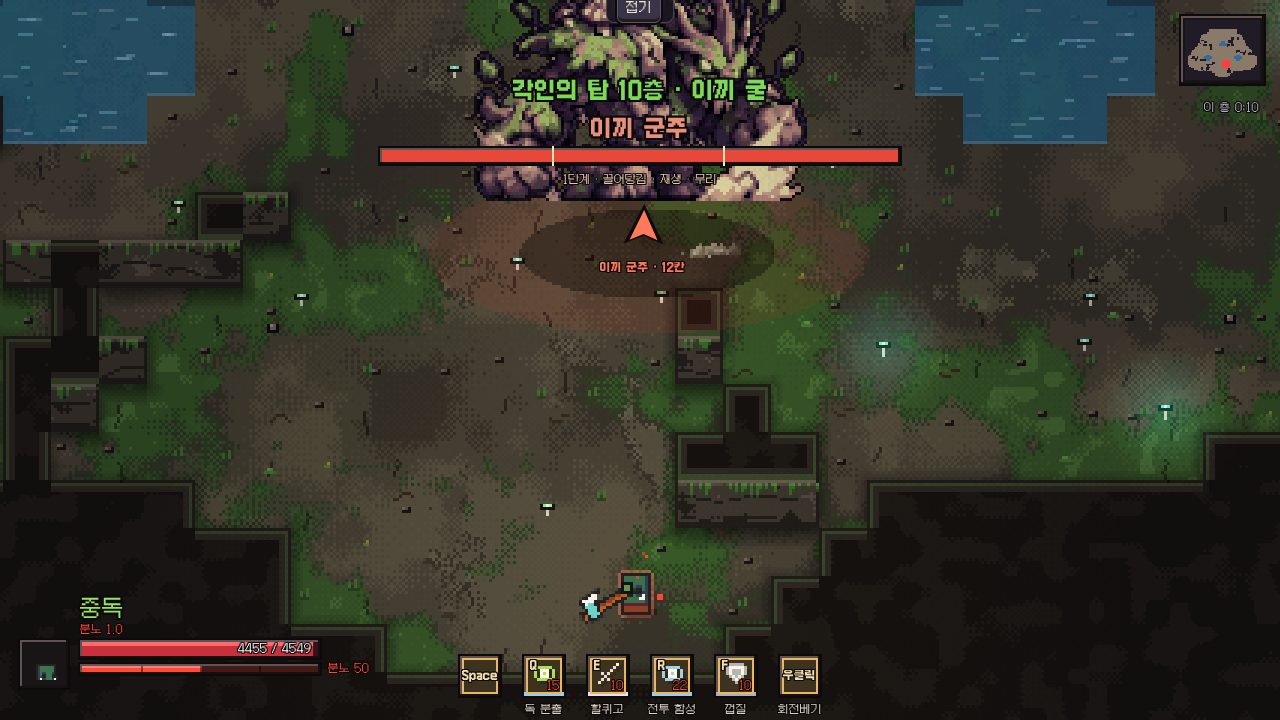 접기
각인의 탑 10층 · 이끼 굴
이끼 군주
1단계 · 끌어당김 · 재생 · 무리
이 층 0:10
이끼 군주 · 12칸
중독
분노 1.0
4455 / 4549
분노 50
Space
Q 15
E 10
R 22
F 10
우클릭
독 분출
할퀴고
전투 함성
껍질
회전베기